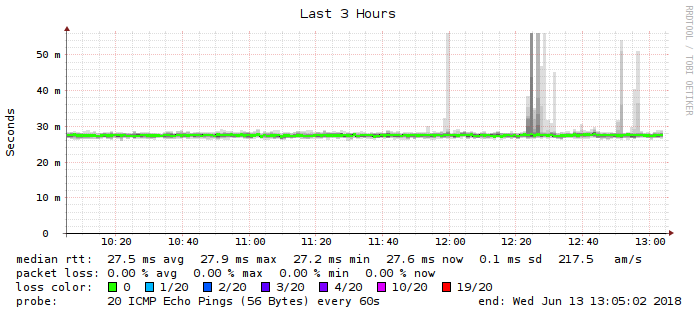 Last 3 Hours
RRDTOOL / TOBI OETIKER
Seconds
50 m
40 m
30 m
20 m
10 m
0
10:20 10:40 11:00 11:20 11:40 12:00 12:20 12:40 13:00
median rtt: 27.5 ms avg 27.9 ms max 27.2 ms min 27.6 ms now 0.1 ms sd 217.5 am/s
packet loss: 0.00 % avg 0.00 % max 0.00 % min 0.00 % now
loss color: 0 1/20 2/20 3/20 4/20 10/20 19/20
probe: 20 ICMP Echo Pings (56 Bytes) every 60s end: Wed Jun 13 13:05:02 2018